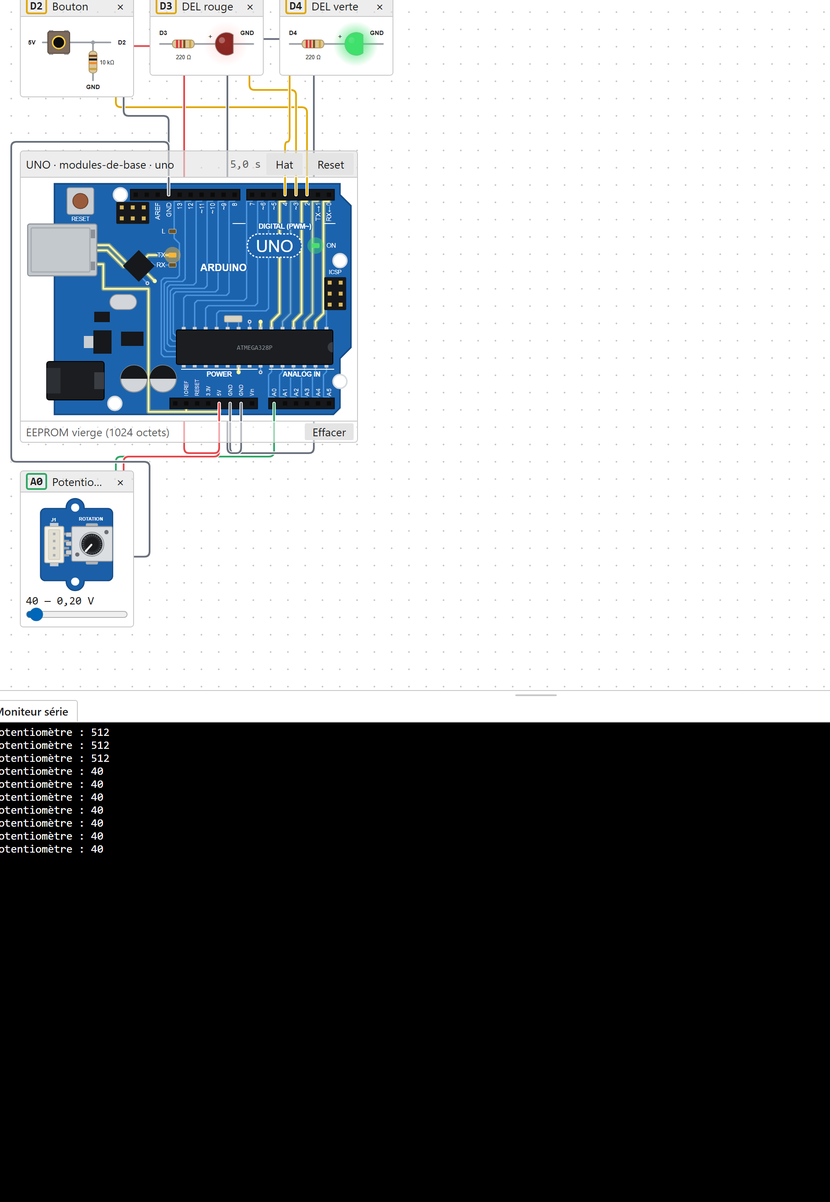 D2 Bouton ×
D3 DEL rouge ×
D4 DEL verte ×
5V D2
10 kΩ
GND
D3 + GND
220 Ω
D4 + GND
220 Ω
UNO · modules-de-base · uno 5,0 s Hat Reset
RESET
AREF
GND
13
12
~11
~10
~9
8
7
~6
~5
4
~3
2
TX→1
RX←0
DIGITAL (PWM~)
L
TX
RX
UNO
ON
ARDUINO
ICSP
ATMEGA328P
POWER ANALOG IN
IOREF
RESET
3.3V
5V
GND
GND
Vin
A0
A1
A2
A3
A4
A5
EEPROM vierge (1024 octets) Effacer
A0 Potentio... ×
J1 ROTATION
40 — 0,20 V
Moniteur série
otentiomètre : 512
otentiomètre : 512
otentiomètre : 512
otentiomètre : 40
otentiomètre : 40
otentiomètre : 40
otentiomètre : 40
otentiomètre : 40
otentiomètre : 40
otentiomètre : 40